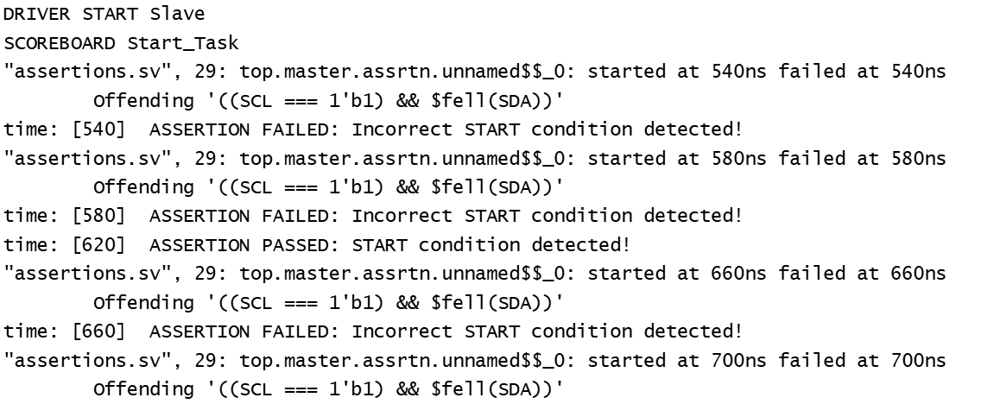 DRIVER START Slave
SCOREBOARD Start_Task
"assertions.sv", 29: top.master.assrtn.unnamed$$_0: started at 540ns failed at 540ns
Offending '((SCL === 1'b1) && $fell(SDA))'
time: [540]  ASSERTION FAILED: Incorrect START condition detected!
"assertions.sv", 29: top.master.assrtn.unnamed$$_0: started at 580ns failed at 580ns
Offending '((SCL === 1'b1) && $fell(SDA))'
time: [580]  ASSERTION FAILED: Incorrect START condition detected!
time: [620]  ASSERTION PASSED: START condition detected!
"assertions.sv", 29: top.master.assrtn.unnamed$$_0: started at 660ns failed at 660ns
Offending '((SCL === 1'b1) && $fell(SDA))'
time: [660]  ASSERTION FAILED: Incorrect START condition detected!
"assertions.sv", 29: top.master.assrtn.unnamed$$_0: started at 700ns failed at 700ns
Offending '((SCL === 1'b1) && $fell(SDA))'